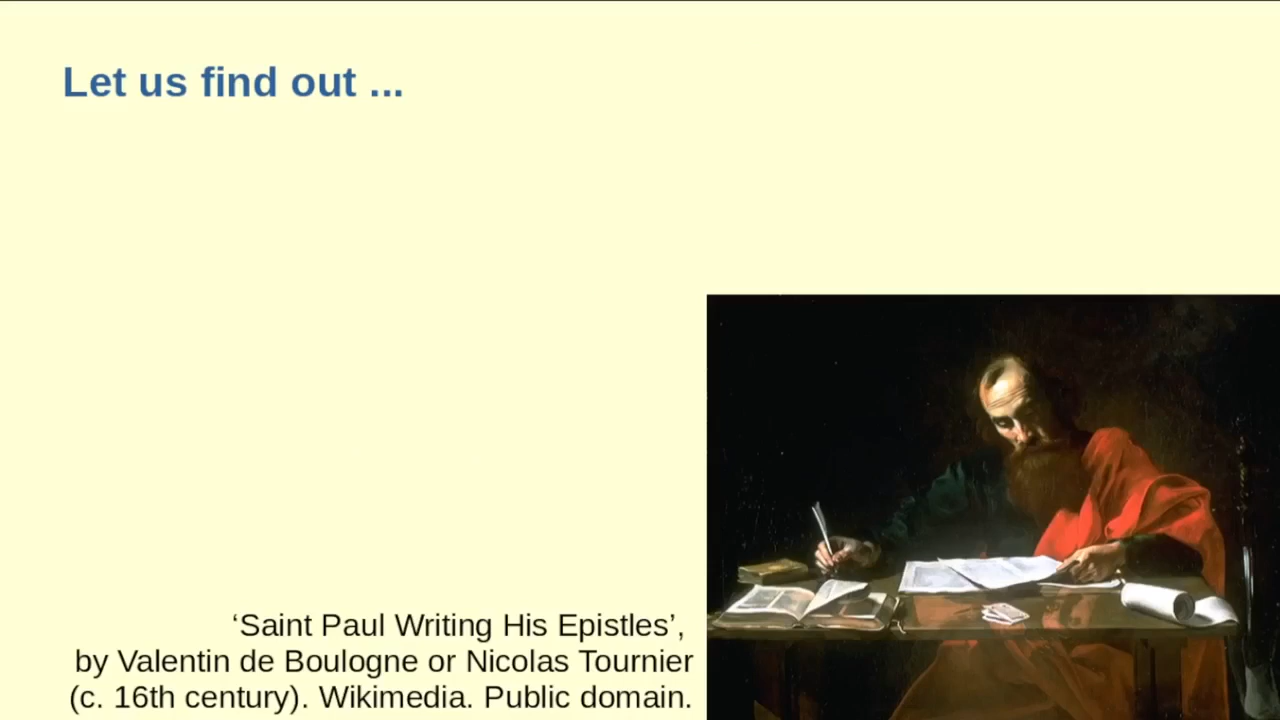 Let us find out ...
‘Saint Paul Writing His Epistles’,
by Valentin de Boulogne or Nicolas Tournier
(c. 16th century). Wikimedia. Public domain.